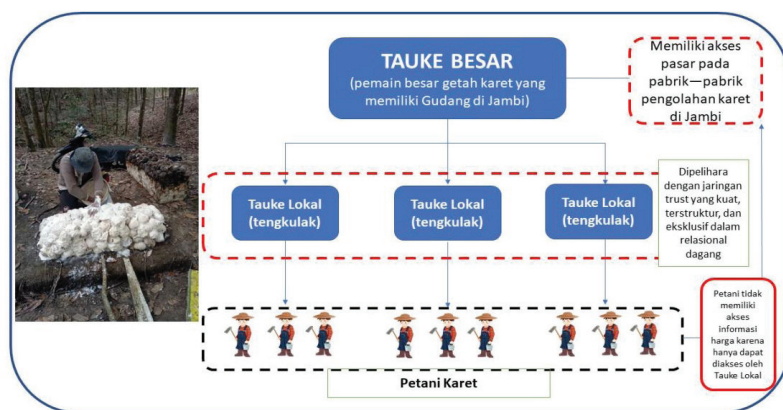 TAUKE BESAR
(pemain besar getah karet yang
memiliki Gudang di Jambi)
Memiliki akses
pasar pada
pabrik—pabrik
pengolahan karet
di Jambi
Tauke Lokal
(tengkulak)
Tauke Lokal
(tengkulak)
Tauke Lokal
(tengkulak)
Dipelihara
dengan jaringan
trust yang kuat,
terstruktur, dan
eksklusif dalam
relasional
dagang
Petani tidak
memiliki
akses
informasi
harga karena
hanya dapat
diakses oleh
Tauke Lokal
Petani Karet